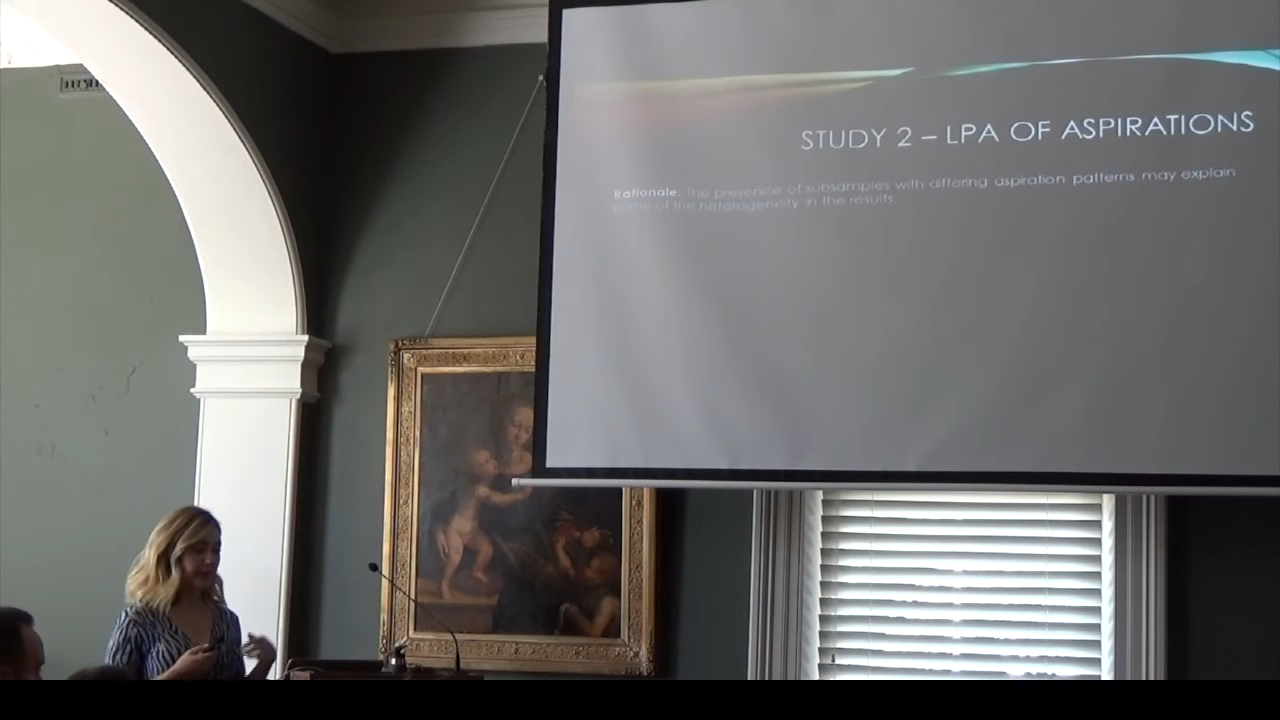 STUDY 2 – LPA OF ASPIRATIONS
Rationale: The presence of subsamples with differing aspiration patterns may explain
some of the heterogeneity in the results